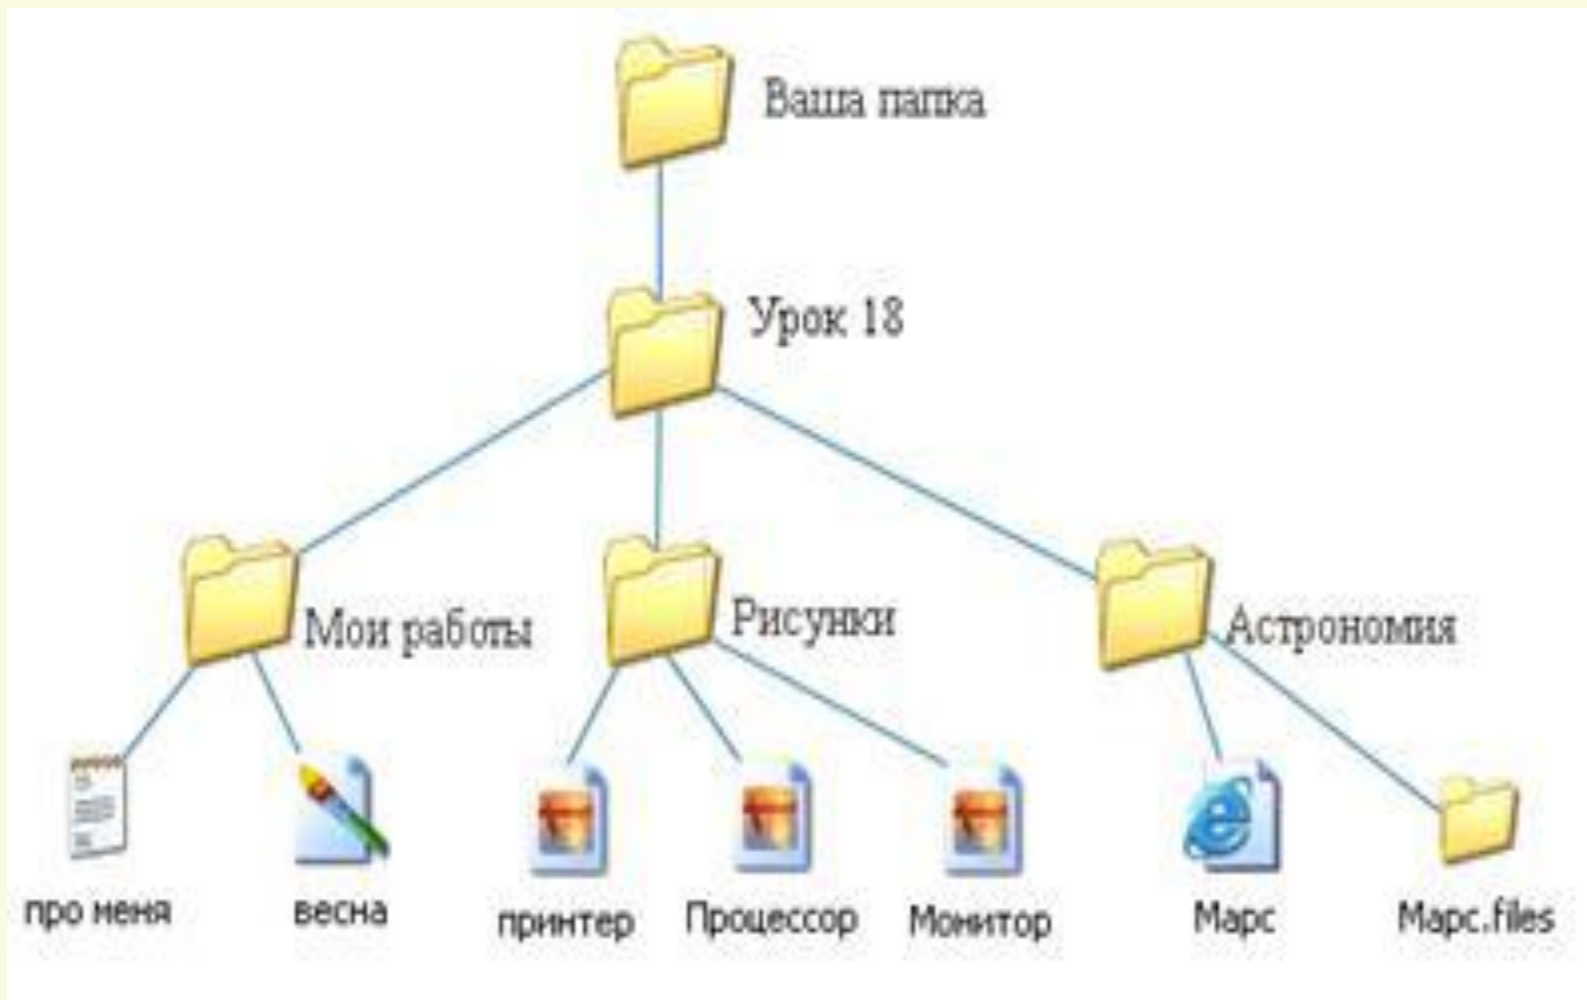 Ваша папка
Урок 18
Мои работы
Рисунки
Астрономия
про меня
весна
принтер
Процессор
Монитор
Марс
Марс.files